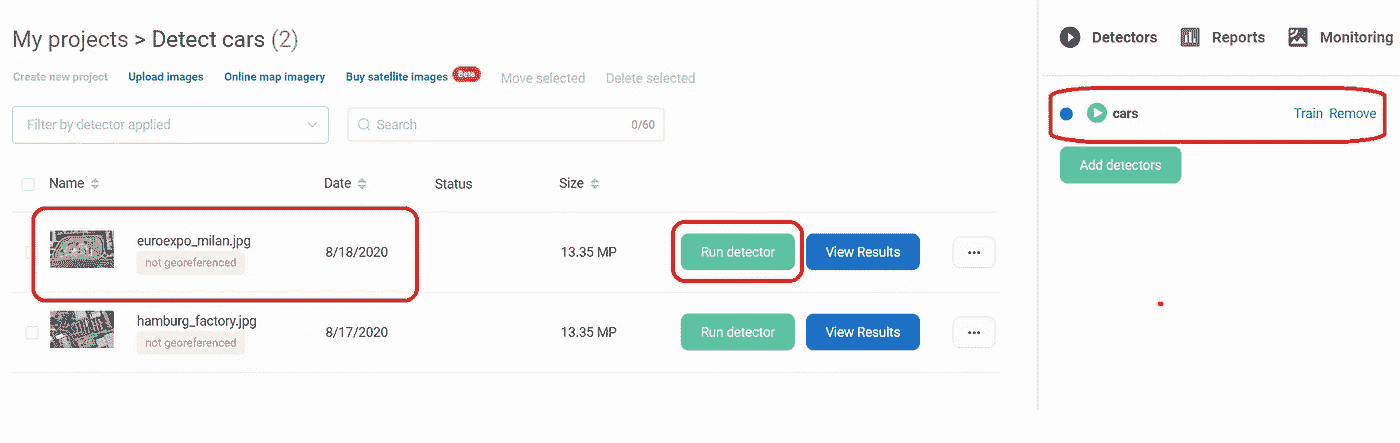 My projects > Detect cars (2)
Create new project Upload images Online map imagery Buy satellite images Beta Move selected Delete selected
Filter by detector applied Search 0/60
Name Date Status Size
euroexpo_milan.jpg 8/18/2020 13.35 MP Run detector View Results ...
not georeferenced
hamburg_factory.jpg 8/17/2020 13.35 MP Run detector View Results ...
not georeferenced
Detectors Reports Monitoring
cars Train Remove
Add detectors